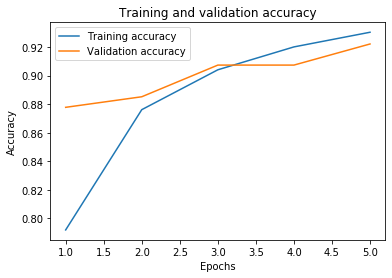 Training and validation accuracy
Training accuracy
Validation accuracy
Accuracy
0.92
0.90
0.88
0.86
0.84
0.82
0.80
1.0 1.5 2.0 2.5 3.0 3.5 4.0 4.5 5.0
Epochs